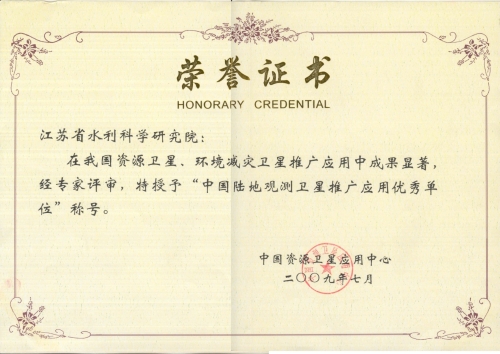 荣誉证书
HONORARY CREDENTIAL
江苏省水利科学研究院：
在我国资源卫星、环境减灾卫星推广应用中成果显著，
经专家评审，特授予“中国陆地观测卫星推广应用优秀单
位”称号。
中国资源卫星应用中心
二〇〇九年七月